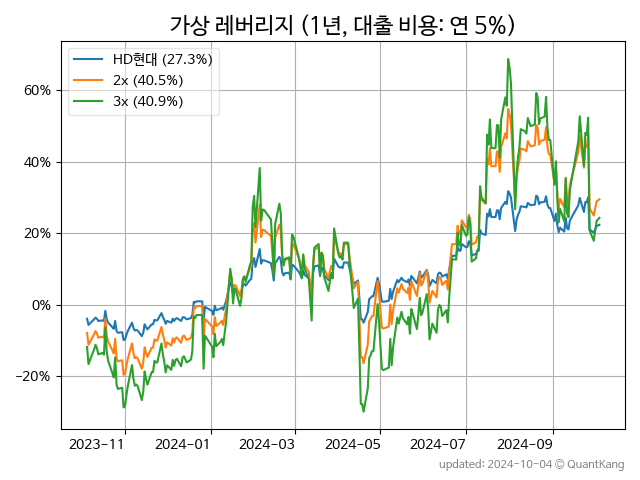 가상 레버리지 (1년, 대출 비용: 연 5%)
HD현대 (27.3%)
2x (40.5%)
3x (40.9%)
60%
40%
20%
0%
−20%
2023-11
2024-01
2024-03
2024-05
2024-07
2024-09
updated: 2024-10-04 © QuantKang